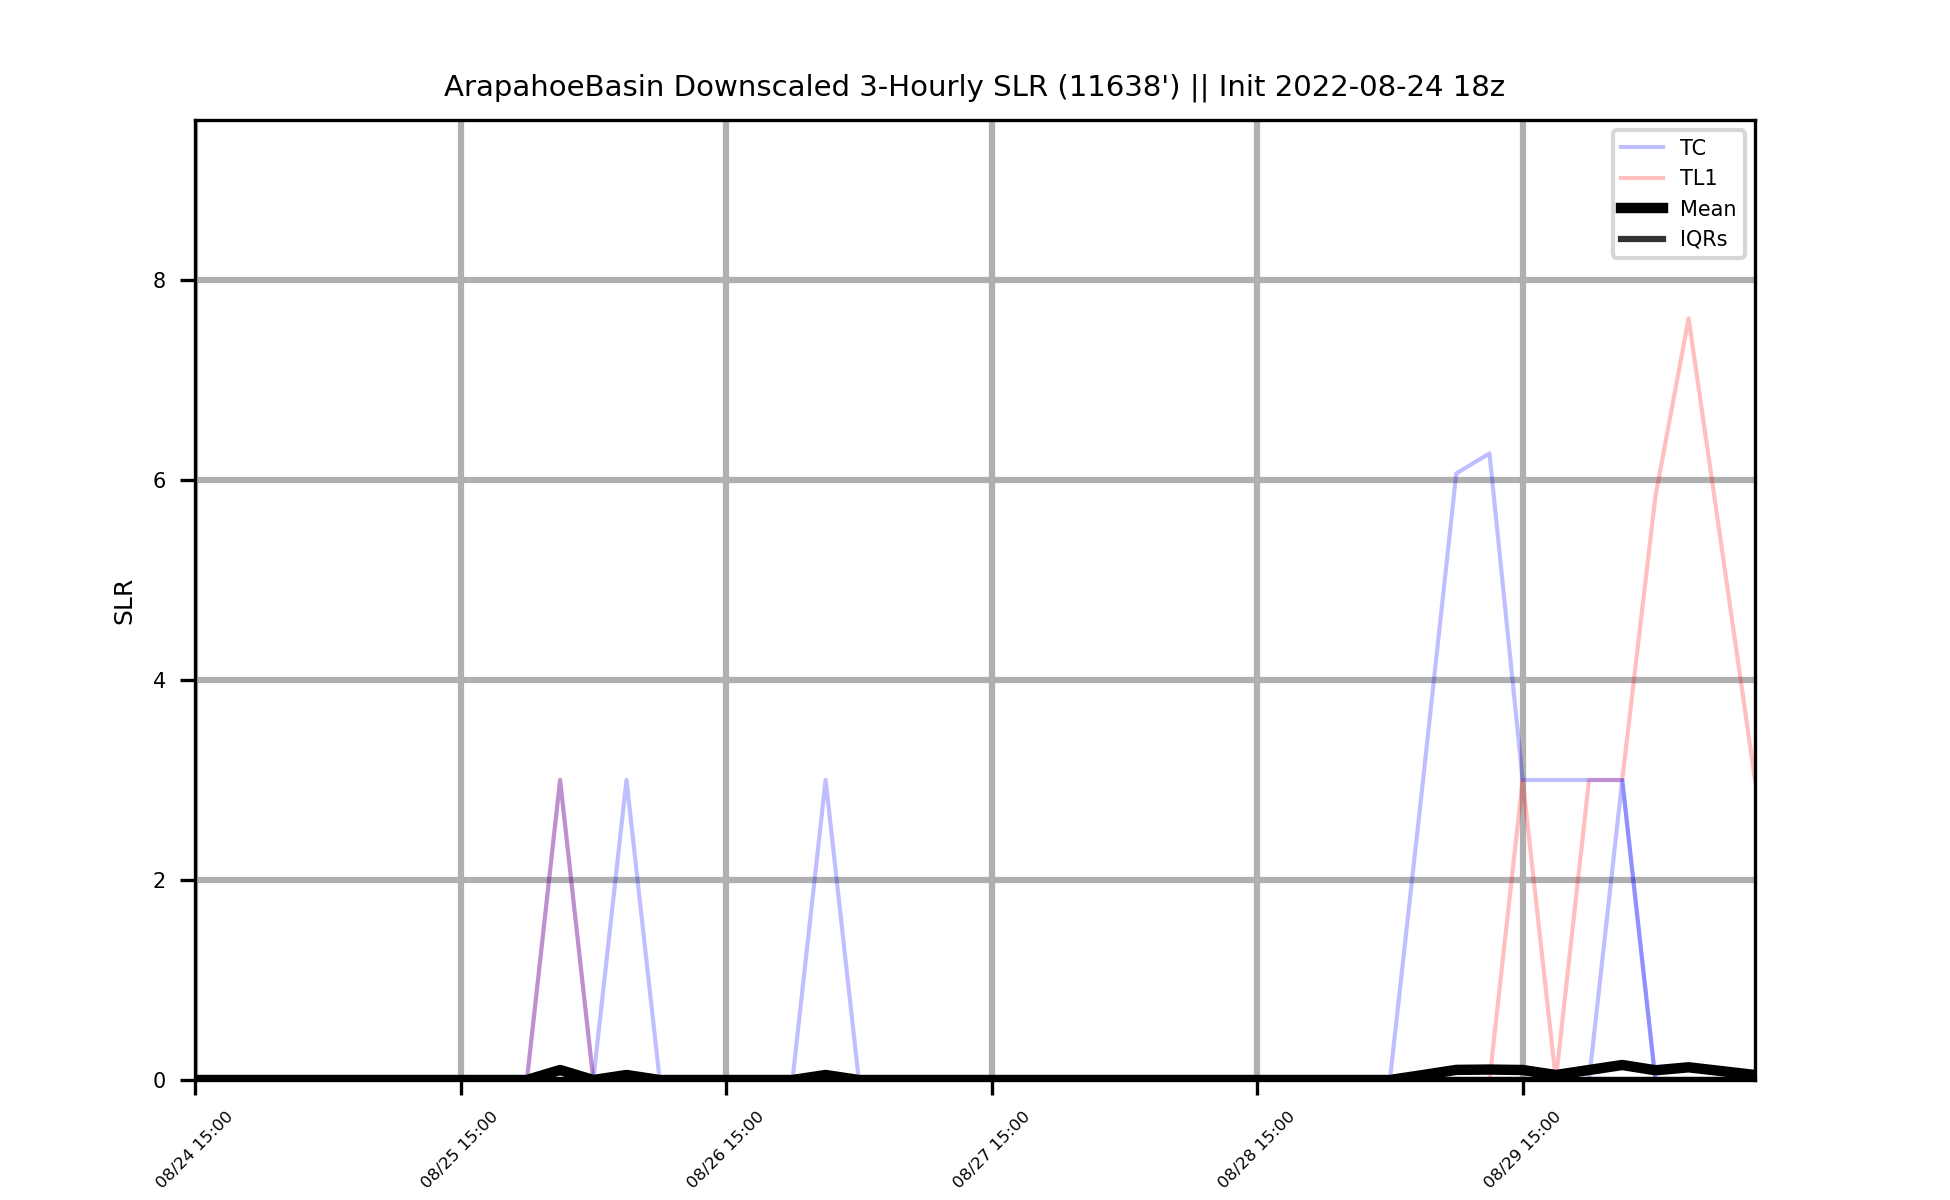 ArapahoeBasin Downscaled 3-Hourly SLR (11638') || Init 2022-08-24 18z
TC
TL1
Mean
IQRs
8
6
SLR
4
2
0
08/24 15:00
08/25 15:00
08/26 15:00
08/27 15:00
08/28 15:00
08/29 15:00